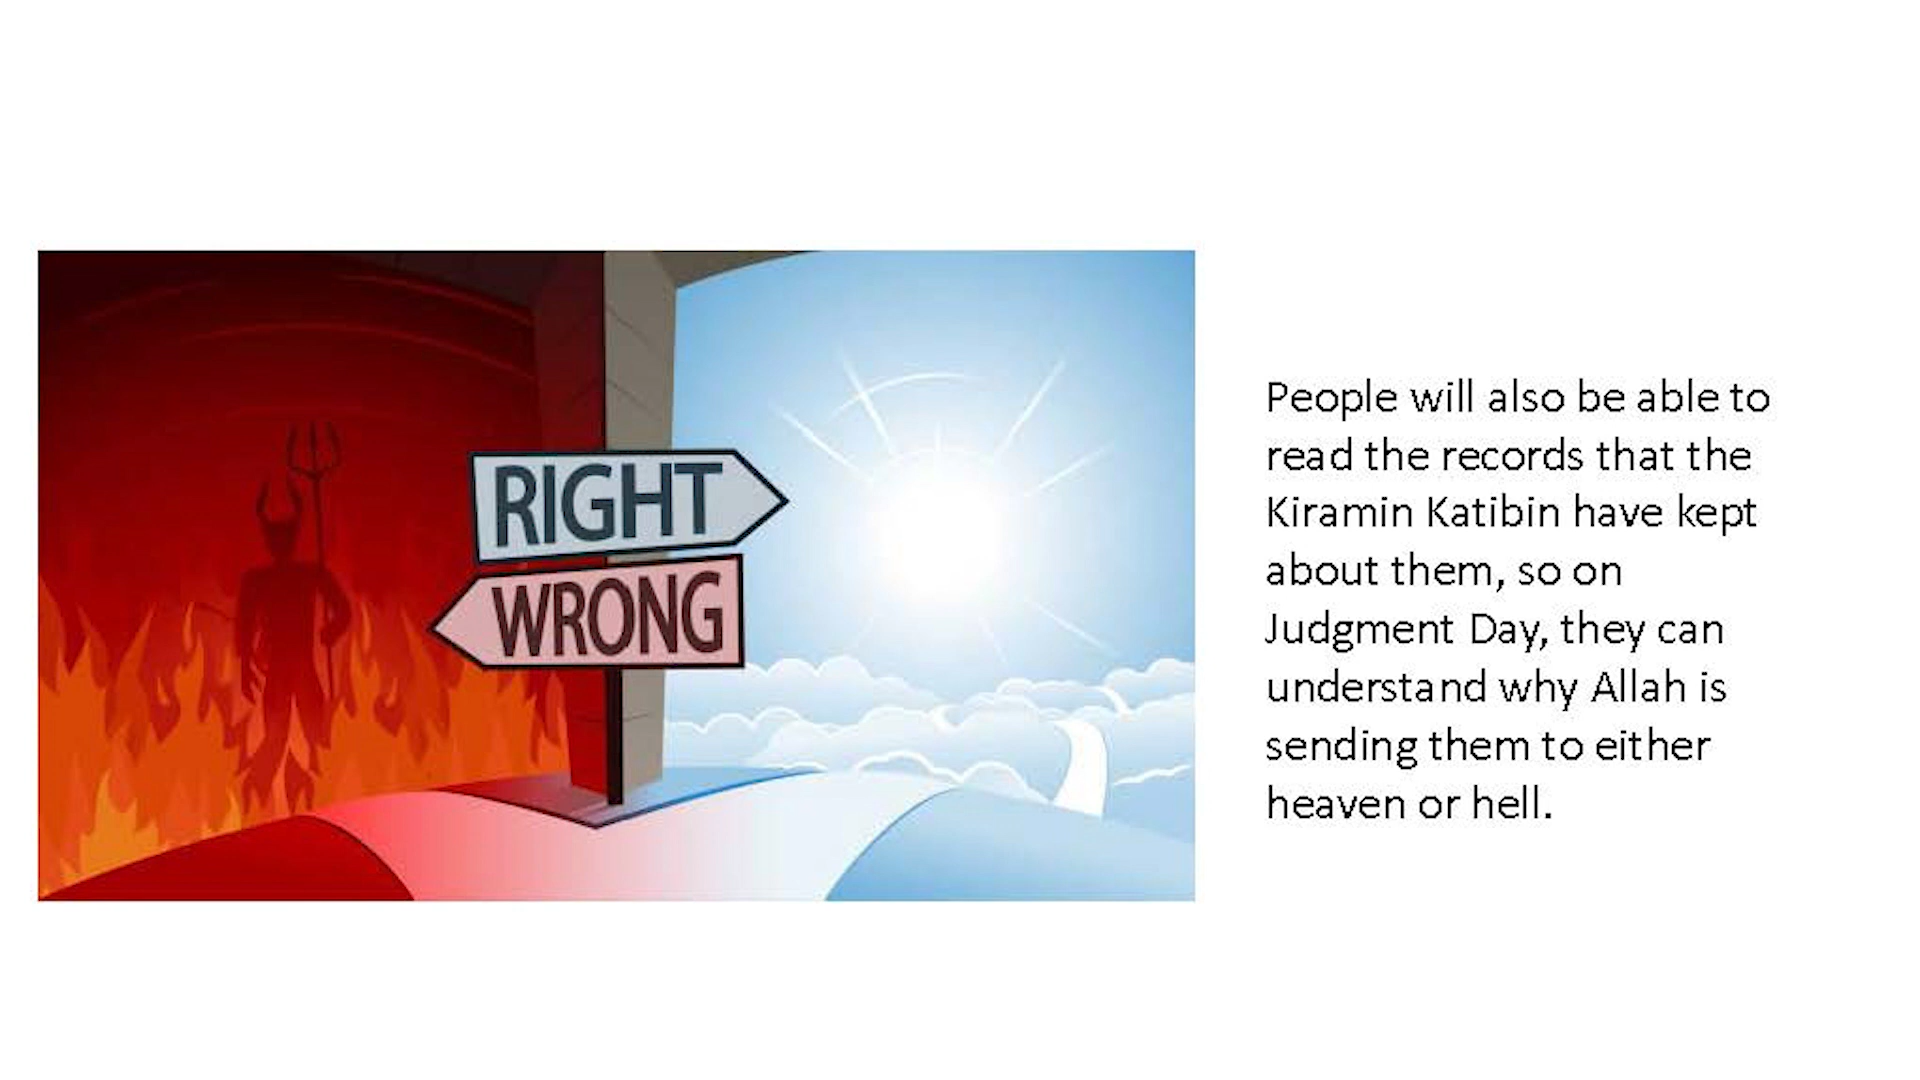 RIGHT
WRONG
People will also be able to
read the records that the
Kiramin Katibin have kept
about them, so on
Judgment Day, they can
understand why Allah is
sending them to either
heaven or hell.